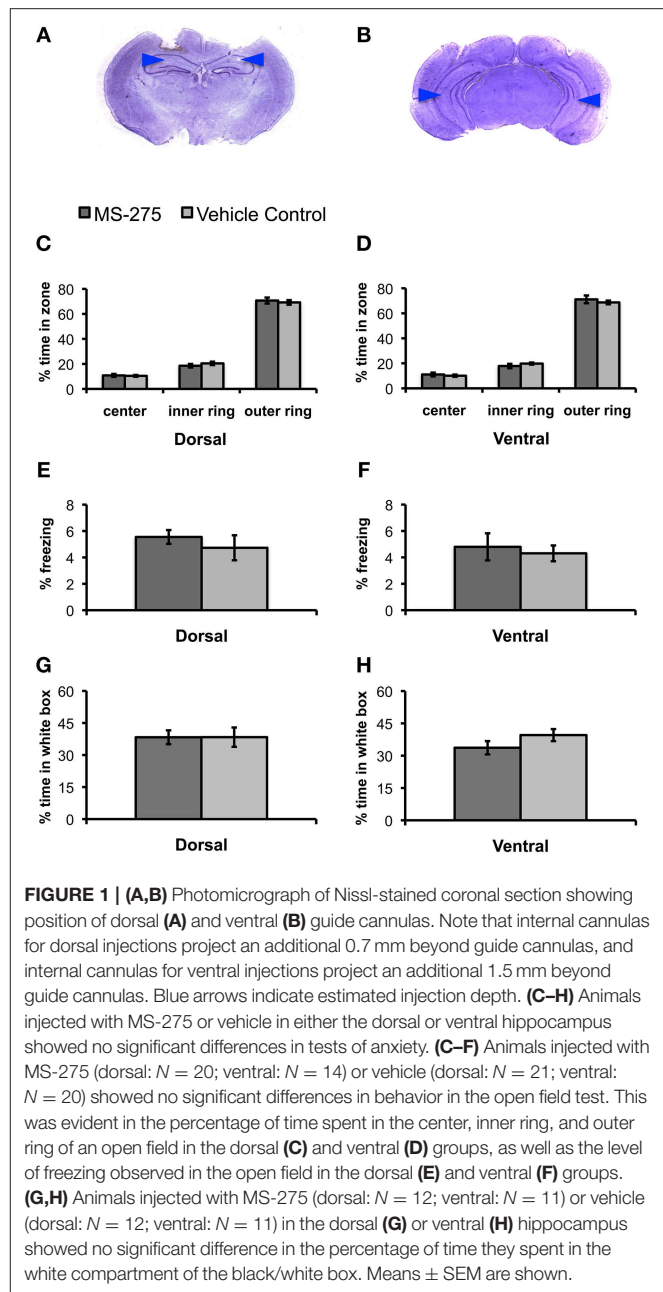 A
B
MS-275 Vehicle Control
C
% time in zone
80
60
40
20
0
center inner ring outer ring
Dorsal
D
% time in zone
80
60
40
20
0
center inner ring outer ring
Ventral
E
% freezing
8
6
4
2
0
Dorsal
F
% freezing
8
6
4
2
0
Ventral
G
% time in white box
60
45
30
15
0
Dorsal
H
% time in white box
60
45
30
15
0
Ventral
FIGURE 1 | (A,B) Photomicrograph of Nissl-stained coronal section showing
position of dorsal (A) and ventral (B) guide cannulas. Note that internal cannulas
for dorsal injections project an additional 0.7 mm beyond guide cannulas, and
internal cannulas for ventral injections project an additional 1.5 mm beyond
guide cannulas. Blue arrows indicate estimated injection depth. (C–H) Animals
injected with MS-275 or vehicle in either the dorsal or ventral hippocampus
showed no significant differences in tests of anxiety. (C–F) Animals injected with
MS-275 (dorsal: N = 20; ventral: N = 14) or vehicle (dorsal: N = 21; ventral:
N = 20) showed no significant differences in behavior in the open field test. This
was evident in the percentage of time spent in the center, inner ring, and outer
ring of an open field in the dorsal (C) and ventral (D) groups, as well as the level
of freezing observed in the open field in the dorsal (E) and ventral (F) groups.
(G,H) Animals injected with MS-275 (dorsal: N = 12; ventral: N = 11) or vehicle
(dorsal: N = 12; ventral: N = 11) in the dorsal (G) or ventral (H) hippocampus
showed no significant difference in the percentage of time they spent in the
white compartment of the black/white box. Means ± SEM are shown.